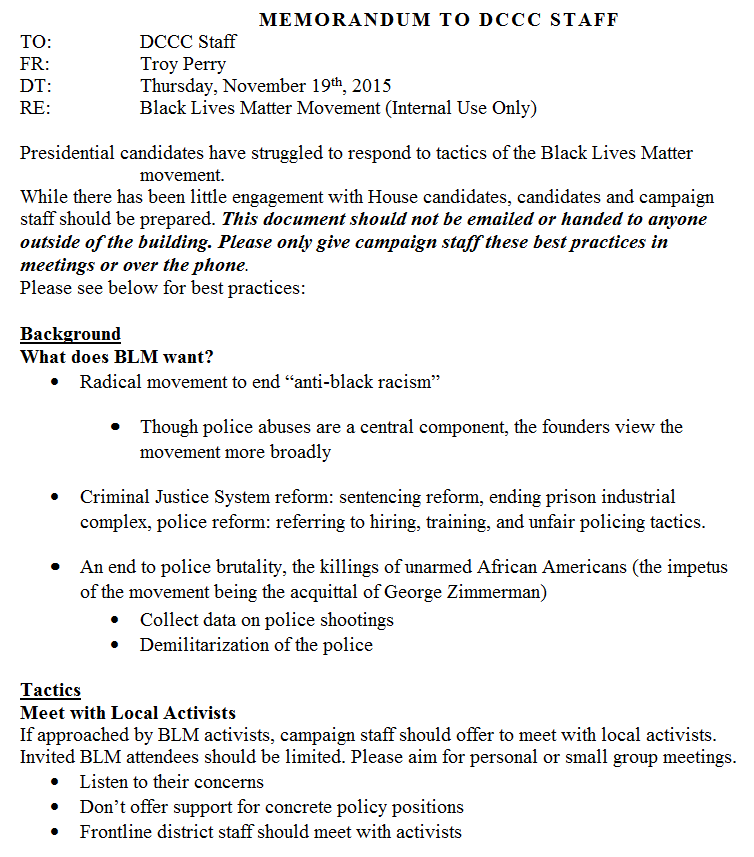 MEMORANDUM TO DCCC STAFF
TO: DCCC Staff
FR: Troy Perry
DT: Thursday, November 19th, 2015
RE: Black Lives Matter Movement (Internal Use Only)
Presidential candidates have struggled to respond to tactics of the Black Lives Matter
movement.
While there has been little engagement with House candidates, candidates and campaign
staff should be prepared. This document should not be emailed or handed to anyone
outside of the building. Please only give campaign staff these best practices in
meetings or over the phone.
Please see below for best practices:
Background
What does BLM want?
• Radical movement to end “anti-black racism”
• Though police abuses are a central component, the founders view the
movement more broadly
• Criminal Justice System reform: sentencing reform, ending prison industrial
complex, police reform: referring to hiring, training, and unfair policing tactics.
• An end to police brutality, the killings of unarmed African Americans (the impetus
of the movement being the acquittal of George Zimmerman)
• Collect data on police shootings
• Demilitarization of the police
Tactics
Meet with Local Activists
If approached by BLM activists, campaign staff should offer to meet with local activists.
Invited BLM attendees should be limited. Please aim for personal or small group meetings.
• Listen to their concerns
• Don’t offer support for concrete policy positions
• Frontline district staff should meet with activists